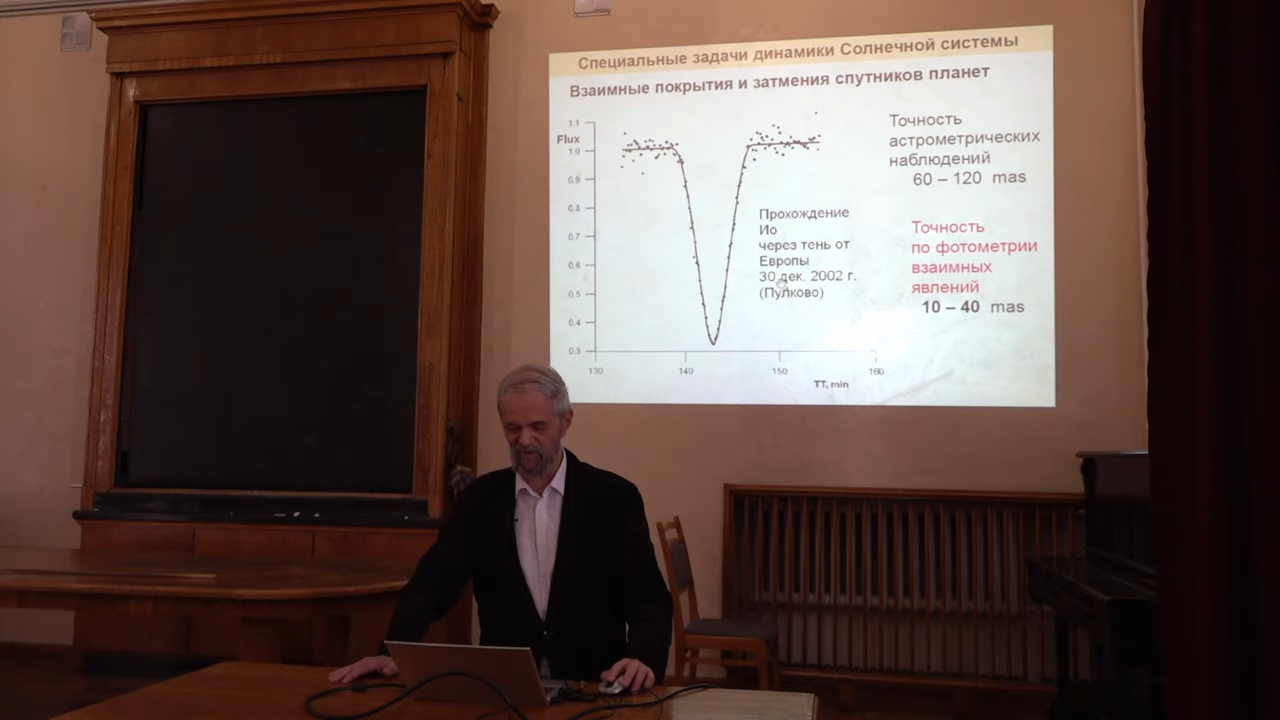 Специальные задачи динамики Солнечной системы
Взаимные покрытия и затмения спутников планет
1.1
Flux
1.0
0.9
0.8
0.7
0.6
0.5
0.4
0.3
130
140
150
160
TT, min
Прохождение
Ио
через тень от
Европы
30 дек. 2002 г.
(Пулково)
Точность
астрометрических
наблюдений
60 – 120 mas
Точность
по фотометрии
взаимных
явлений
10 – 40 mas